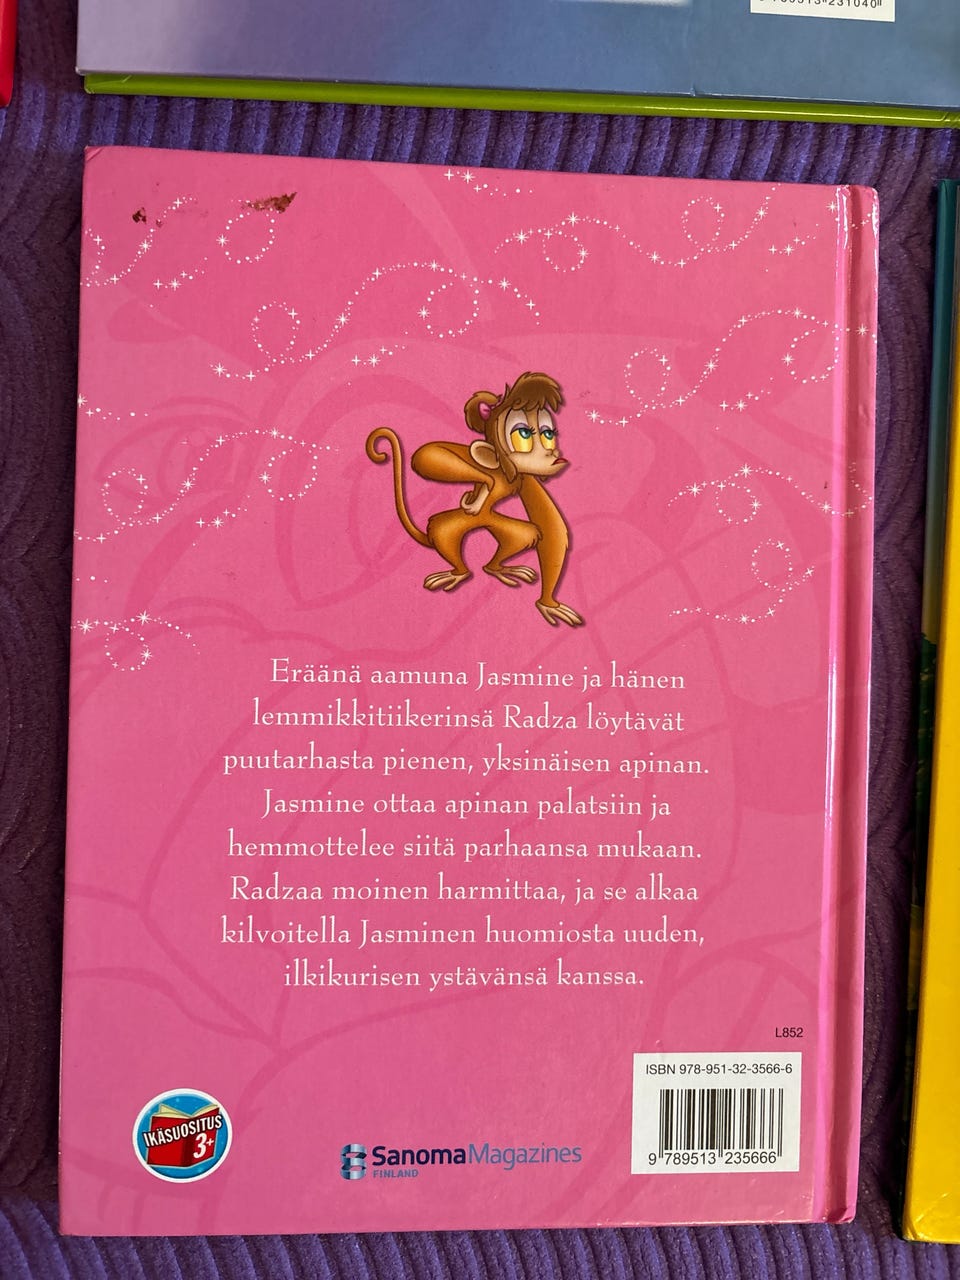 Eräänä aamuna Jasmine ja hänen
lemmikkitiikerinsä Radza löytävät
puutarhasta pienen, yksinäisen apinan.
Jasmine ottaa apinan palatsiin ja
hemmottelee siitä parhaansa mukaan.
Radzaa moinen harmittaa, ja se alkaa
kilvoitella Jasminen huomiosta uuden,
ilkikurisen ystävänsä kanssa.
L852
ISBN 978-951-32-3566-6
9 789513 235666
IKÄSUOSITUS
3+
SanomaMagazines
FINLAND